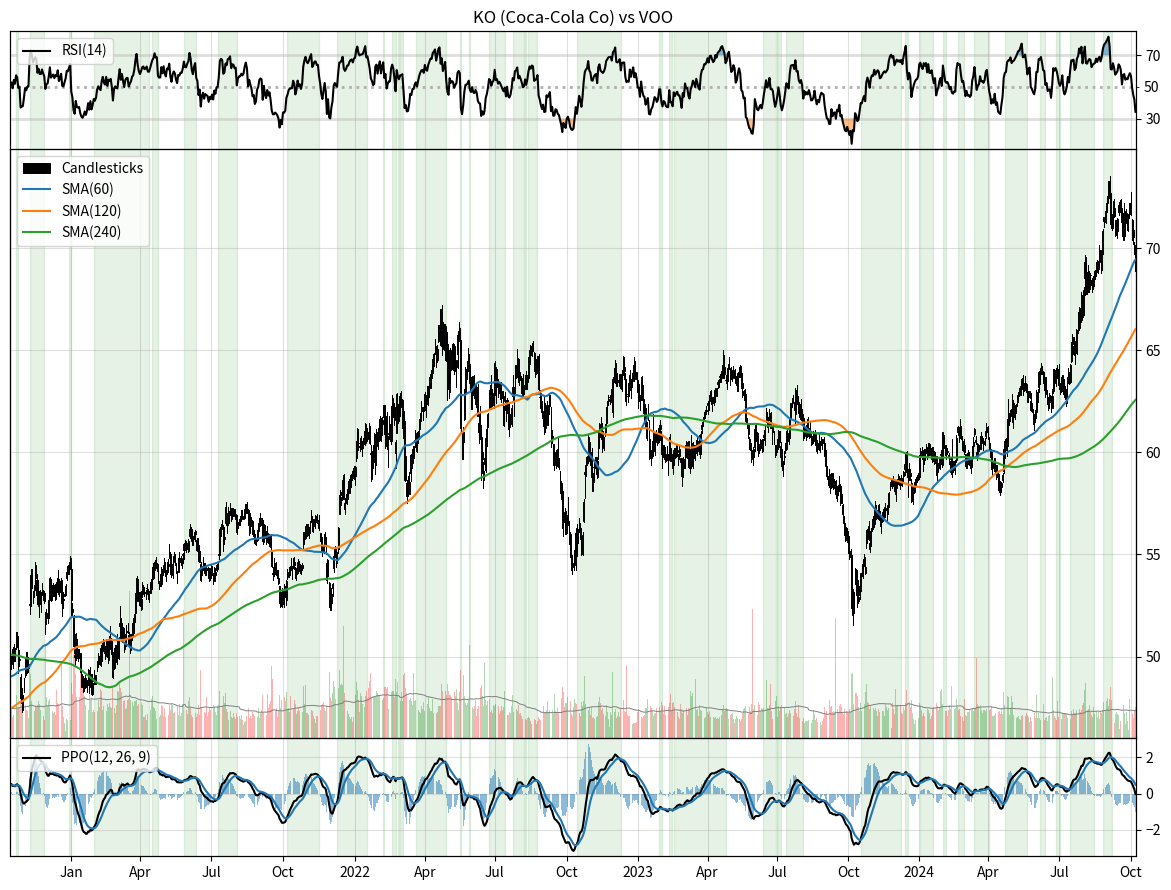 KO (Coca-Cola Co) vs VOO
RSI(14)
70
50
30
Candlesticks
SMA(60)
SMA(120)
SMA(240)
70
65
60
55
50
PPO(12, 26, 9)
2
0
−2
Jan Apr Jul Oct 2022 Apr Jul Oct 2023 Apr Jul Oct 2024 Apr Jul Oct